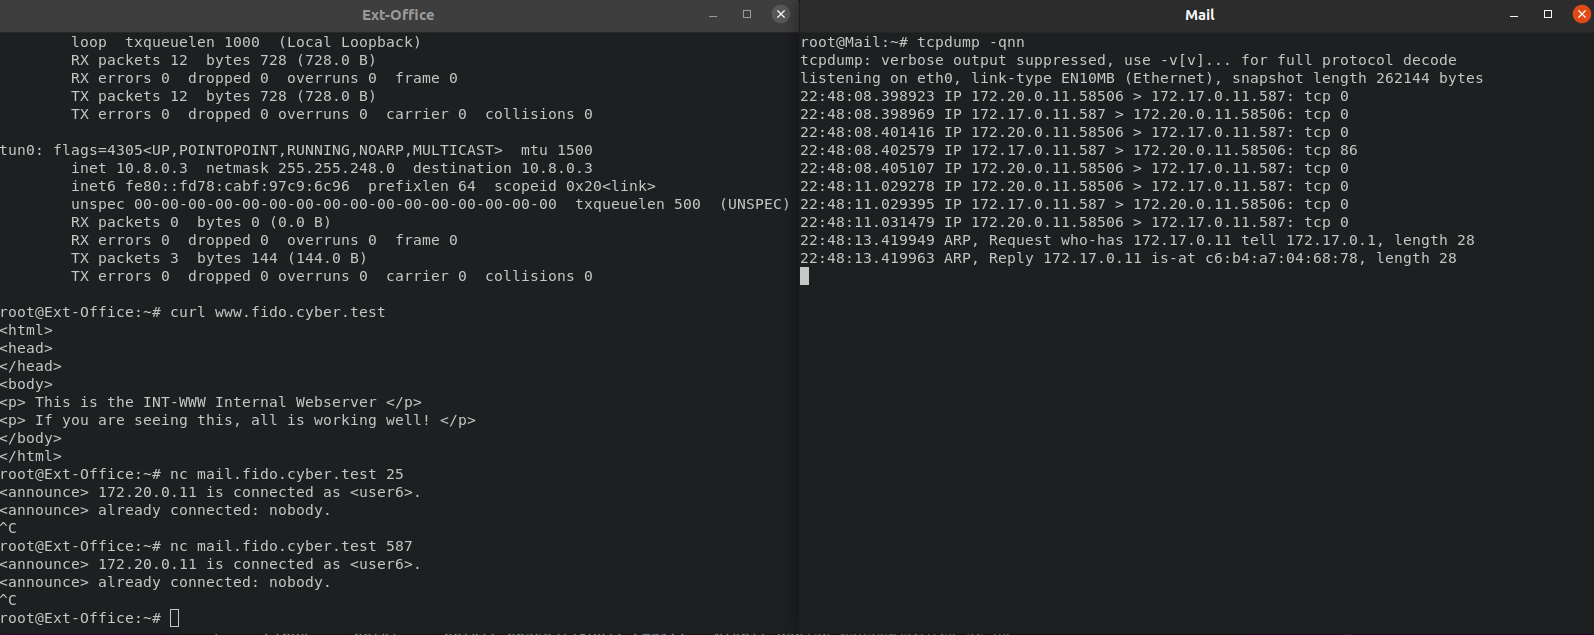 Ext-Office
loop  txqueuelen 1000  (Local Loopback)
RX packets 12  bytes 728 (728.0 B)
RX errors 0  dropped 0  overruns 0  frame 0
TX packets 12  bytes 728 (728.0 B)
TX errors 0  dropped 0 overruns 0  carrier 0  collisions 0
tun0: flags=4305<UP,POINTOPOINT,RUNNING,NOARP,MULTICAST>  mtu 1500
inet 10.8.0.3  netmask 255.255.248.0  destination 10.8.0.3
inet6 fe80::fd78:cabf:97c9:6c96  prefixlen 64  scopeid 0x20<link>
unspec 00-00-00-00-00-00-00-00-00-00-00-00-00-00-00-00  txqueuelen 500  (UNSPEC)
RX packets 0  bytes 0 (0.0 B)
RX errors 0  dropped 0  overruns 0  frame 0
TX packets 3  bytes 144 (144.0 B)
TX errors 0  dropped 0 overruns 0  carrier 0  collisions 0
root@Ext-Office:~# curl www.fido.cyber.test
<html>
<head>
</head>
<body>
<p> This is the INT-WWW Internal Webserver </p>
<p> If you are seeing this, all is working well! </p>
</body>
</html>
root@Ext-Office:~# nc mail.fido.cyber.test 25
<announce> 172.20.0.11 is connected as <user6>.
<announce> already connected: nobody.
^C
root@Ext-Office:~# nc mail.fido.cyber.test 587
<announce> 172.20.0.11 is connected as <user6>.
<announce> already connected: nobody.
^C
root@Ext-Office:~#
Mail
root@Mail:~# tcpdump -qnn
tcpdump: verbose output suppressed, use -v[v]... for full protocol decode
listening on eth0, link-type EN10MB (Ethernet), snapshot length 262144 bytes
22:48:08.398923 IP 172.20.0.11.58506 > 172.17.0.11.587: tcp 0
22:48:08.398969 IP 172.17.0.11.587 > 172.20.0.11.58506: tcp 0
22:48:08.401416 IP 172.20.0.11.58506 > 172.17.0.11.587: tcp 0
22:48:08.402579 IP 172.17.0.11.587 > 172.20.0.11.58506: tcp 86
22:48:08.405107 IP 172.20.0.11.58506 > 172.17.0.11.587: tcp 0
22:48:11.029278 IP 172.20.0.11.58506 > 172.17.0.11.587: tcp 0
22:48:11.029395 IP 172.17.0.11.587 > 172.20.0.11.58506: tcp 0
22:48:11.031479 IP 172.20.0.11.58506 > 172.17.0.11.587: tcp 0
22:48:13.419949 ARP, Request who-has 172.17.0.11 tell 172.17.0.1, length 28
22:48:13.419963 ARP, Reply 172.17.0.11 is-at c6:b4:a7:04:68:78, length 28